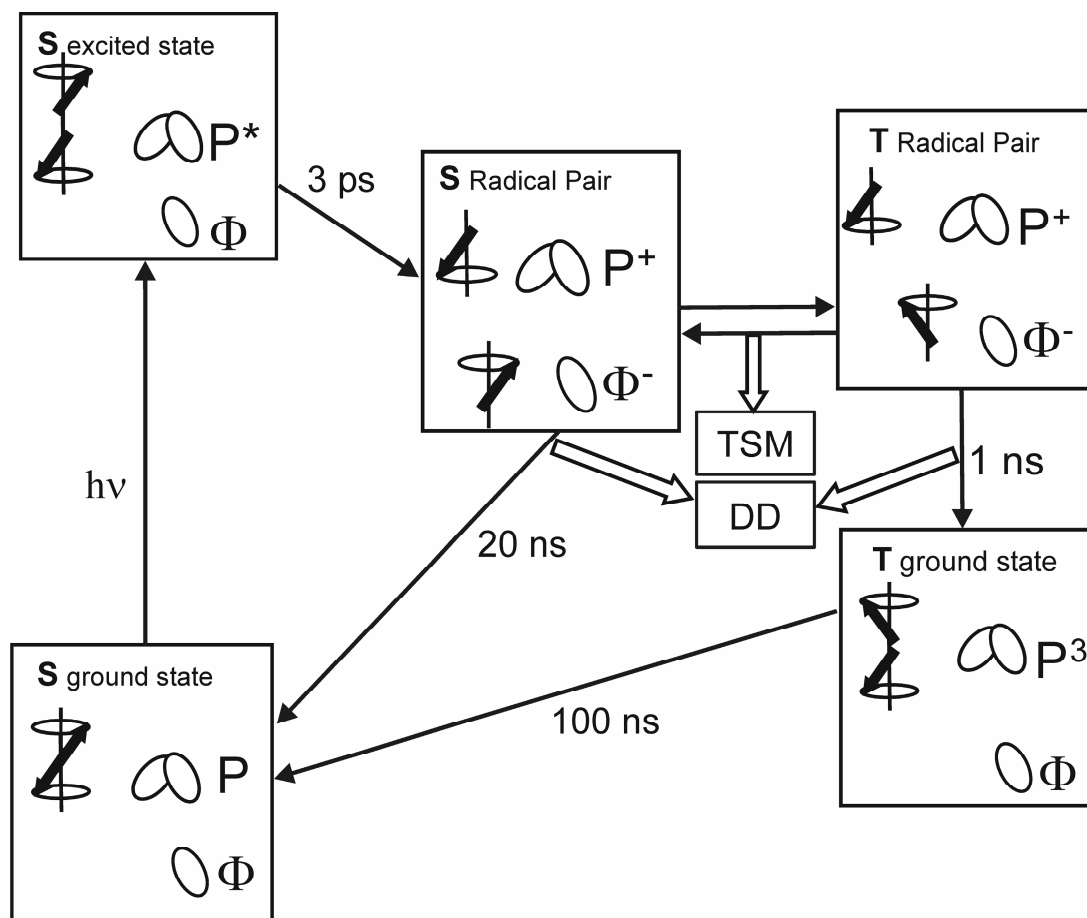 S excited state
P*
Φ
3 ps
S Radical Pair
P+
Φ-
T Radical Pair
P+
Φ-
TSM
DD
1 ns
hν
20 ns
T ground state
P3
Φ
100 ns
S ground state
P
Φ